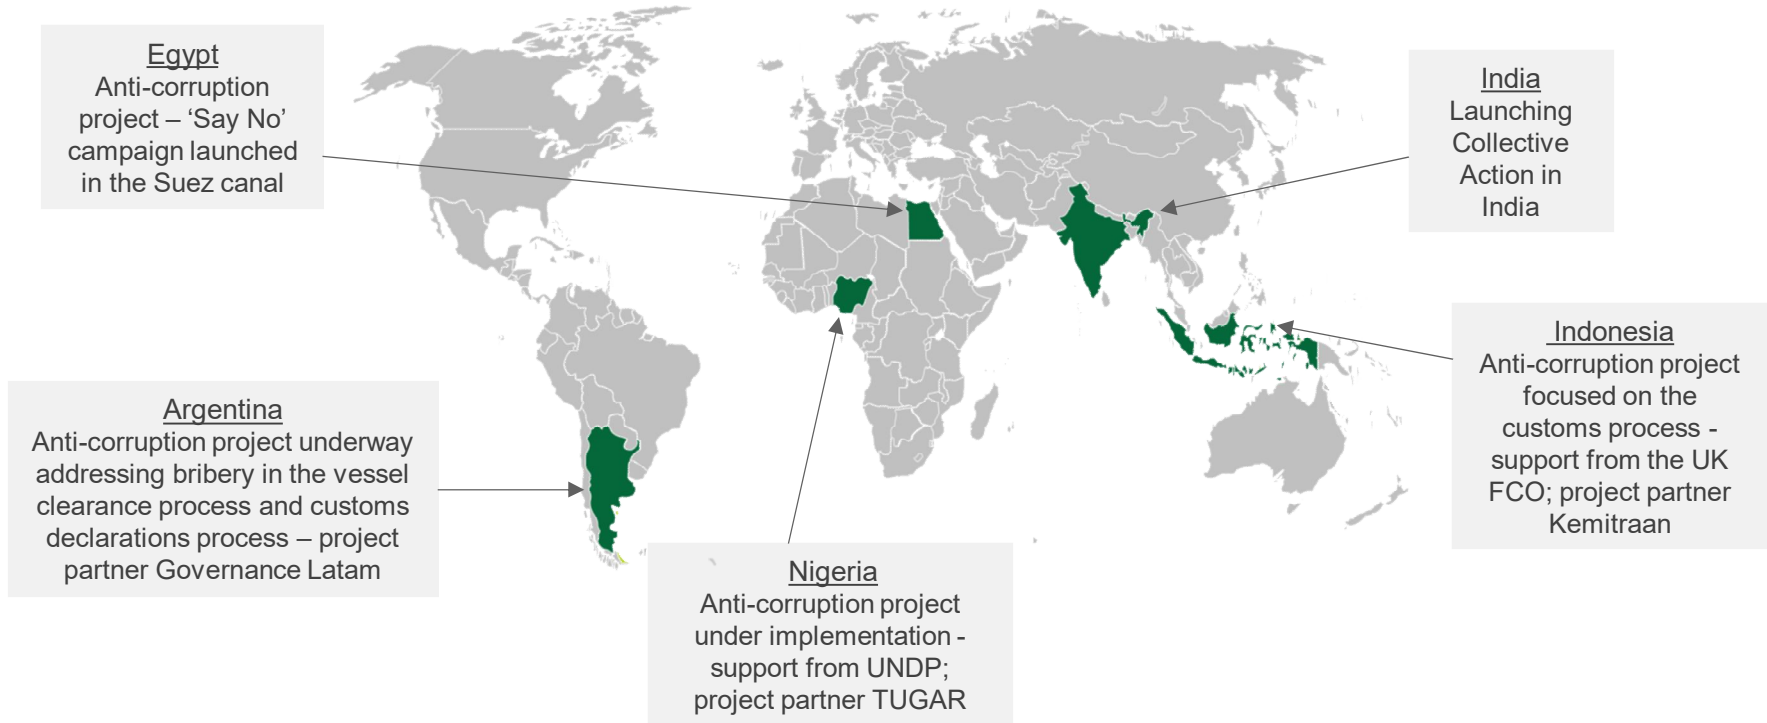 Egypt
Anti-corruption
project – ‘Say No’
campaign launched
in the Suez canal
India
Launching
Collective
Action in
India
Indonesia
Anti-corruption project
focused on the
customs process -
support from the UK
FCO; project partner
Kemitraan
Argentina
Anti-corruption project underway
addressing bribery in the vessel
clearance process and customs
declarations process – project
partner Governance Latam
Nigeria
Anti-corruption project
under implementation -
support from UNDP;
project partner TUGAR